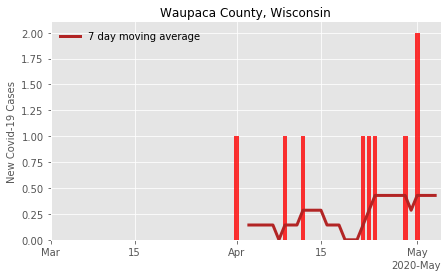 Waupaca County, Wisconsin
7 day moving average
New Covid-19 Cases
2.00
1.75
1.50
1.25
1.00
0.75
0.50
0.25
0.00
Mar 15 Apr 15 May
2020-May